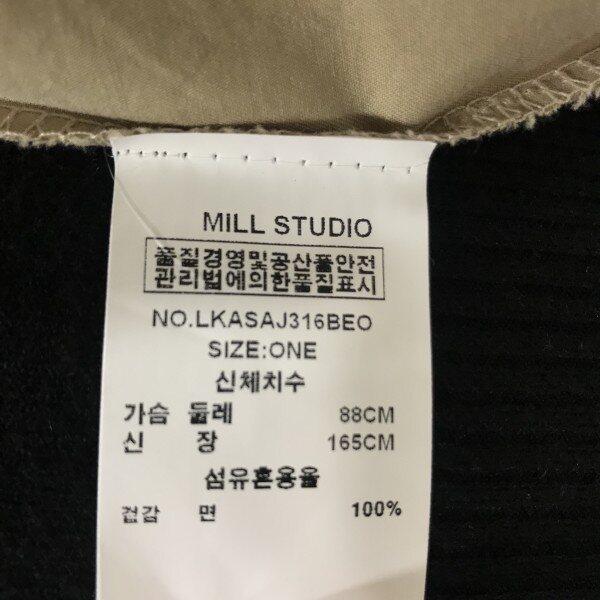 MILL STUDIO
품질경영및공산품안전
관리법에의한품질표시
NO.LKASAJ316BEO
SIZE:ONE
신체치수
가슴 둘레 88CM
신 장 165CM
섬유혼용율
겉감 면 100%